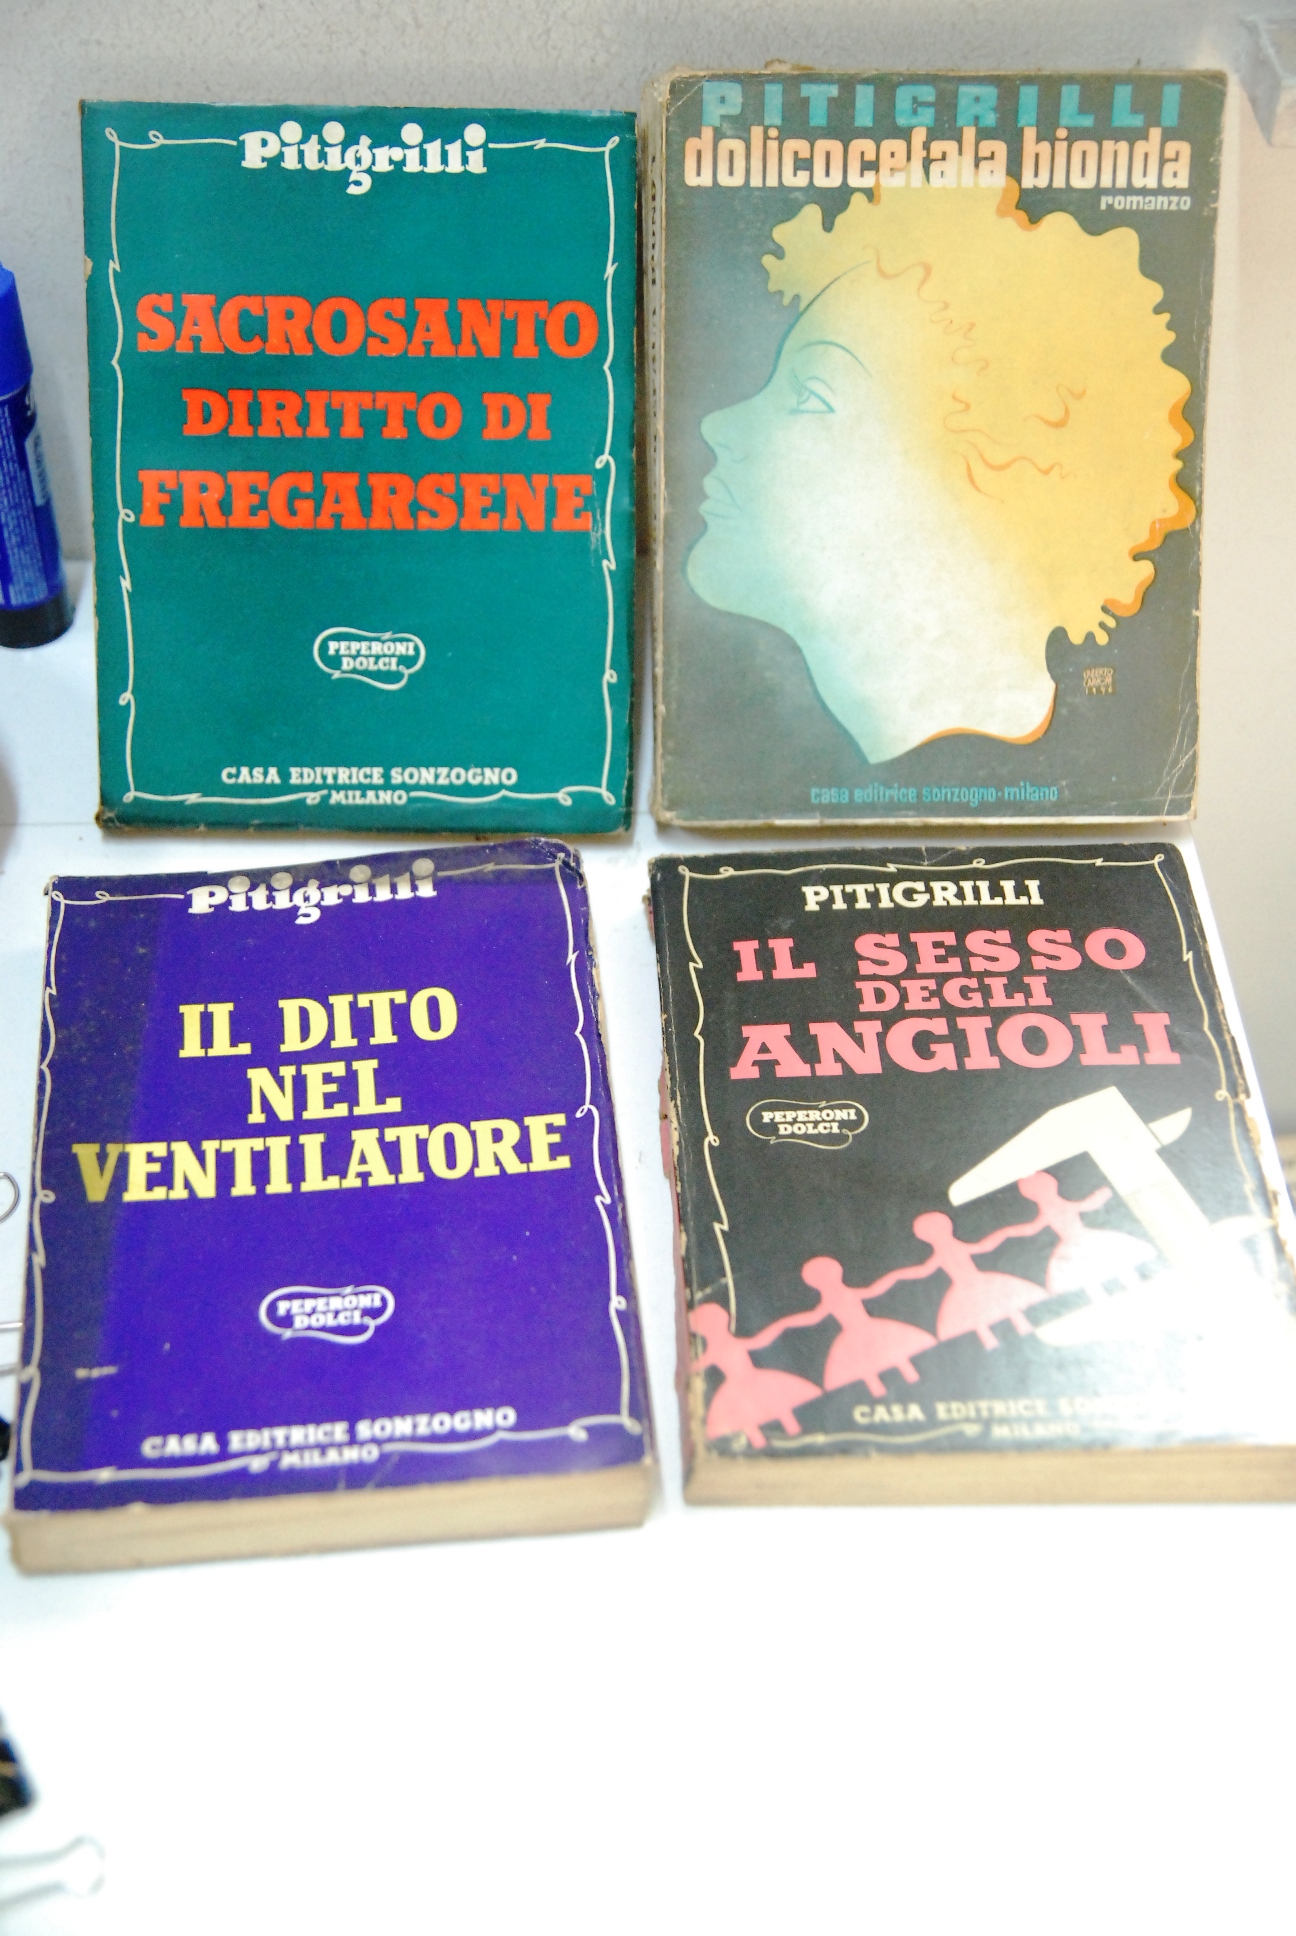 Pitigrilli
SACROSANTO
DIRITTO DI
FREGARSENE
PEPERONI
DOLCI
CASA EDITRICE SONZOGNO
MILANO
PITIGRILLI
dolicocefala bionda
romanzo
casa editrice sonzogno-milano
Pitigrilli
IL DITO
NEL
VENTILATORE
PEPERONI
DOLCI
CASA EDITRICE SONZOGNO
MILANO
PITIGRILLI
IL SESSO
DEGLI
ANGIOLI
PEPERONI
DOLCI
CASA EDITRICE
MILANO